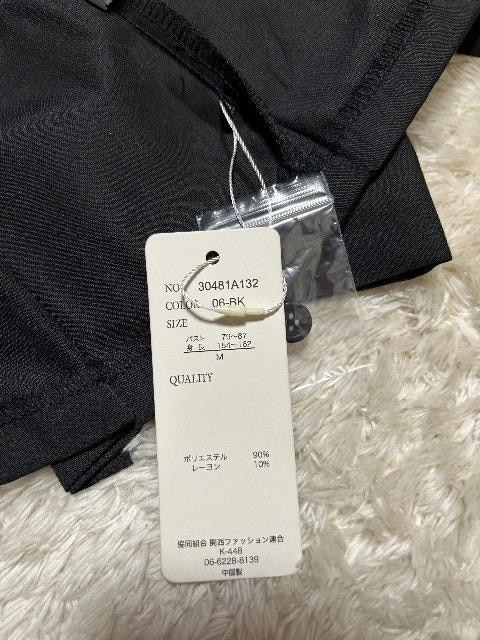 NO. 30481A132
COLOR 06-BK
SIZE
バスト 79～87
身長 154～162
M
QUALITY
ポリエステル 90%
レーヨン 10%
協同組合 関西ファッション連合
K-448
06-6228-8139
中国製